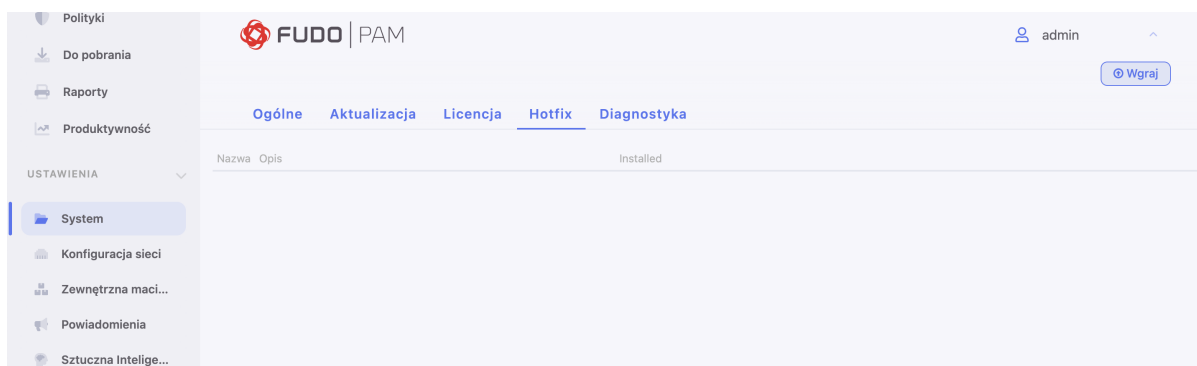 Polityki
Do pobrania
Raporty
Produktywność
USTAWIENIA
System
Konfiguracja sieci
Zewnętrzna maci...
Powiadomienia
Sztuczna Intelige...
FUDO | PAM
admin
Wgraj
Ogólne Aktualizacja Licencja Hotfix Diagnostyka
Nazwa Opis Installed